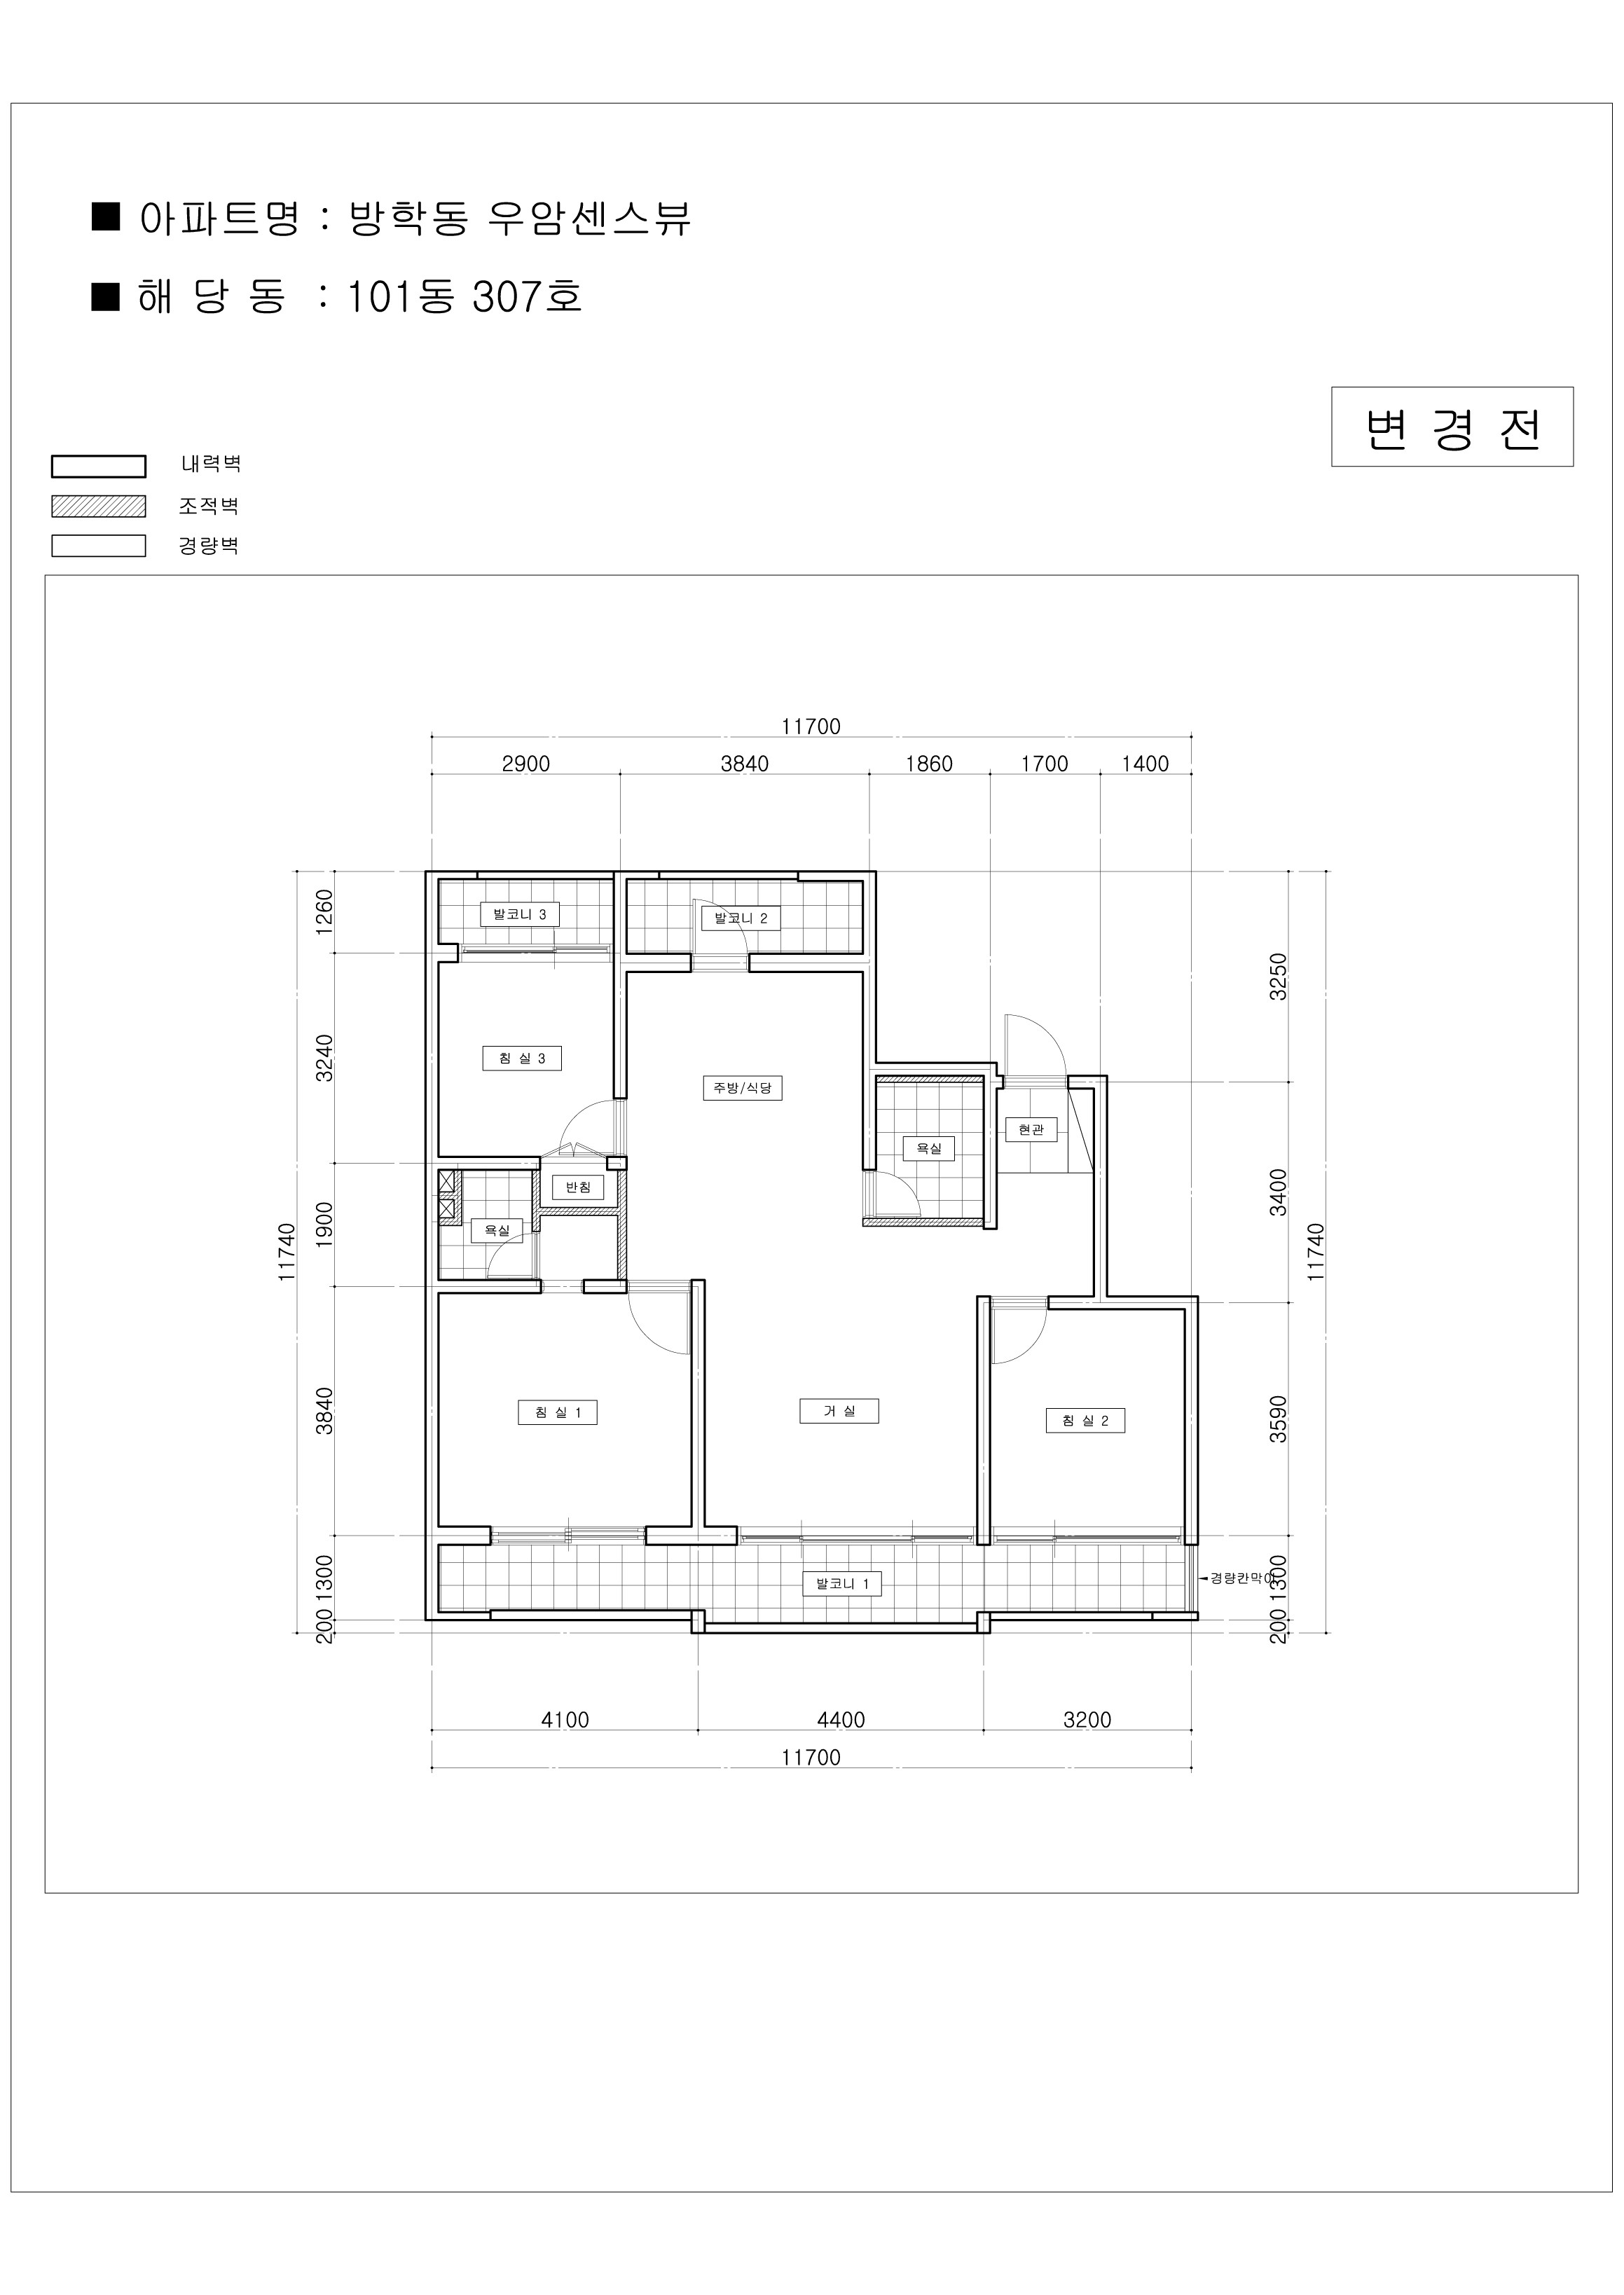 ■ 아파트명 : 방학동 우암센스뷰
■ 해 당 동 : 101동 307호
변 경 전
내력벽
조적벽
경량벽
11700
2900 3840 1860 1700 1400
발코니 3
발코니 2
침 실 3
주방/식당
현관
욕실
반침
욕실
침 실 1
거 실
침 실 2
발코니 1
경량칸막이
11740
1260
3240
1900
3840
1300
200
3250
3400
3590
1300
200
11740
4100 4400 3200
11700